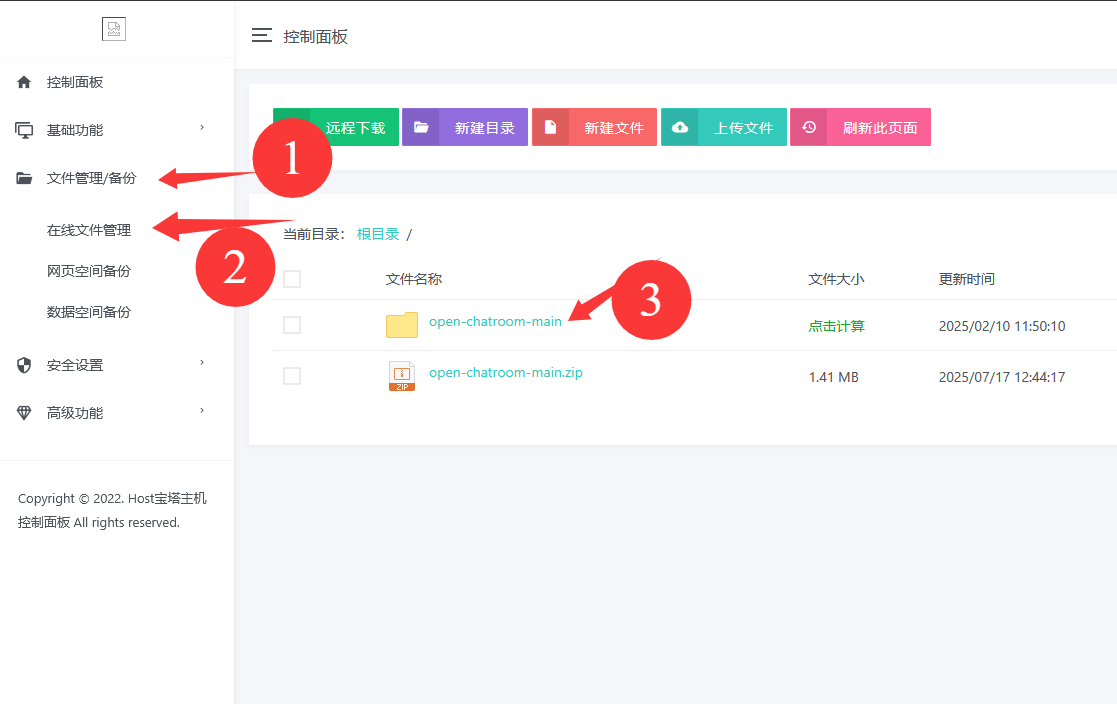 控制面板
控制面板
基础功能
文件管理/备份
在线文件管理
网页空间备份
数据空间备份
安全设置
高级功能
Copyright © 2022. Host宝塔主机
控制面板 All rights reserved.
远程下载 新建目录 新建文件 上传文件 刷新此页面
1
2
3
当前目录： 根目录 /
文件名称 文件大小 更新时间
open-chatroom-main 点击计算 2025/02/10 11:50:10
ZIP
open-chatroom-main.zip 1.41 MB 2025/07/17 12:44:17